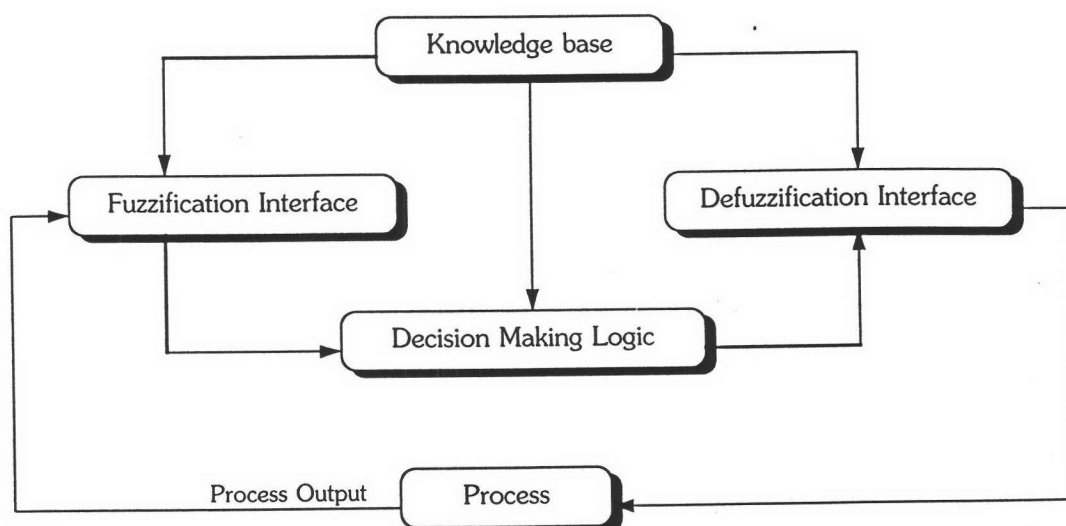 Knowledge base
Fuzzification Interface
Defuzzification Interface
Decision Making Logic
Process Output
Process